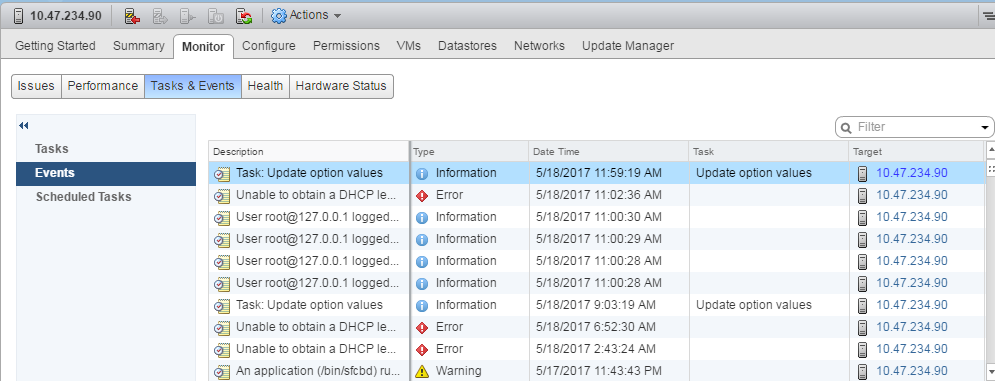 10.47.234.90 Actions
Getting Started Summary Monitor Configure Permissions VMs Datastores Networks Update Manager
Issues Performance Tasks & Events Health Hardware Status
Filter
Tasks
Events
Scheduled Tasks
Description Type Date Time Task Target
Task: Update option values Information 5/18/2017 11:59:19 AM Update option values 10.47.234.90
Unable to obtain a DHCP le... Error 5/18/2017 11:02:36 AM 10.47.234.90
User root@127.0.0.1 logged... Information 5/18/2017 11:00:30 AM 10.47.234.90
User root@127.0.0.1 logged... Information 5/18/2017 11:00:29 AM 10.47.234.90
User root@127.0.0.1 logged... Information 5/18/2017 11:00:28 AM 10.47.234.90
User root@127.0.0.1 logged... Information 5/18/2017 11:00:28 AM 10.47.234.90
Task: Update option values Information 5/18/2017 9:03:19 AM Update option values 10.47.234.90
Unable to obtain a DHCP le... Error 5/18/2017 6:52:30 AM 10.47.234.90
Unable to obtain a DHCP le... Error 5/18/2017 2:43:24 AM 10.47.234.90
An application (/bin/sfcbd) ru... Warning 5/17/2017 11:43:43 PM 10.47.234.90